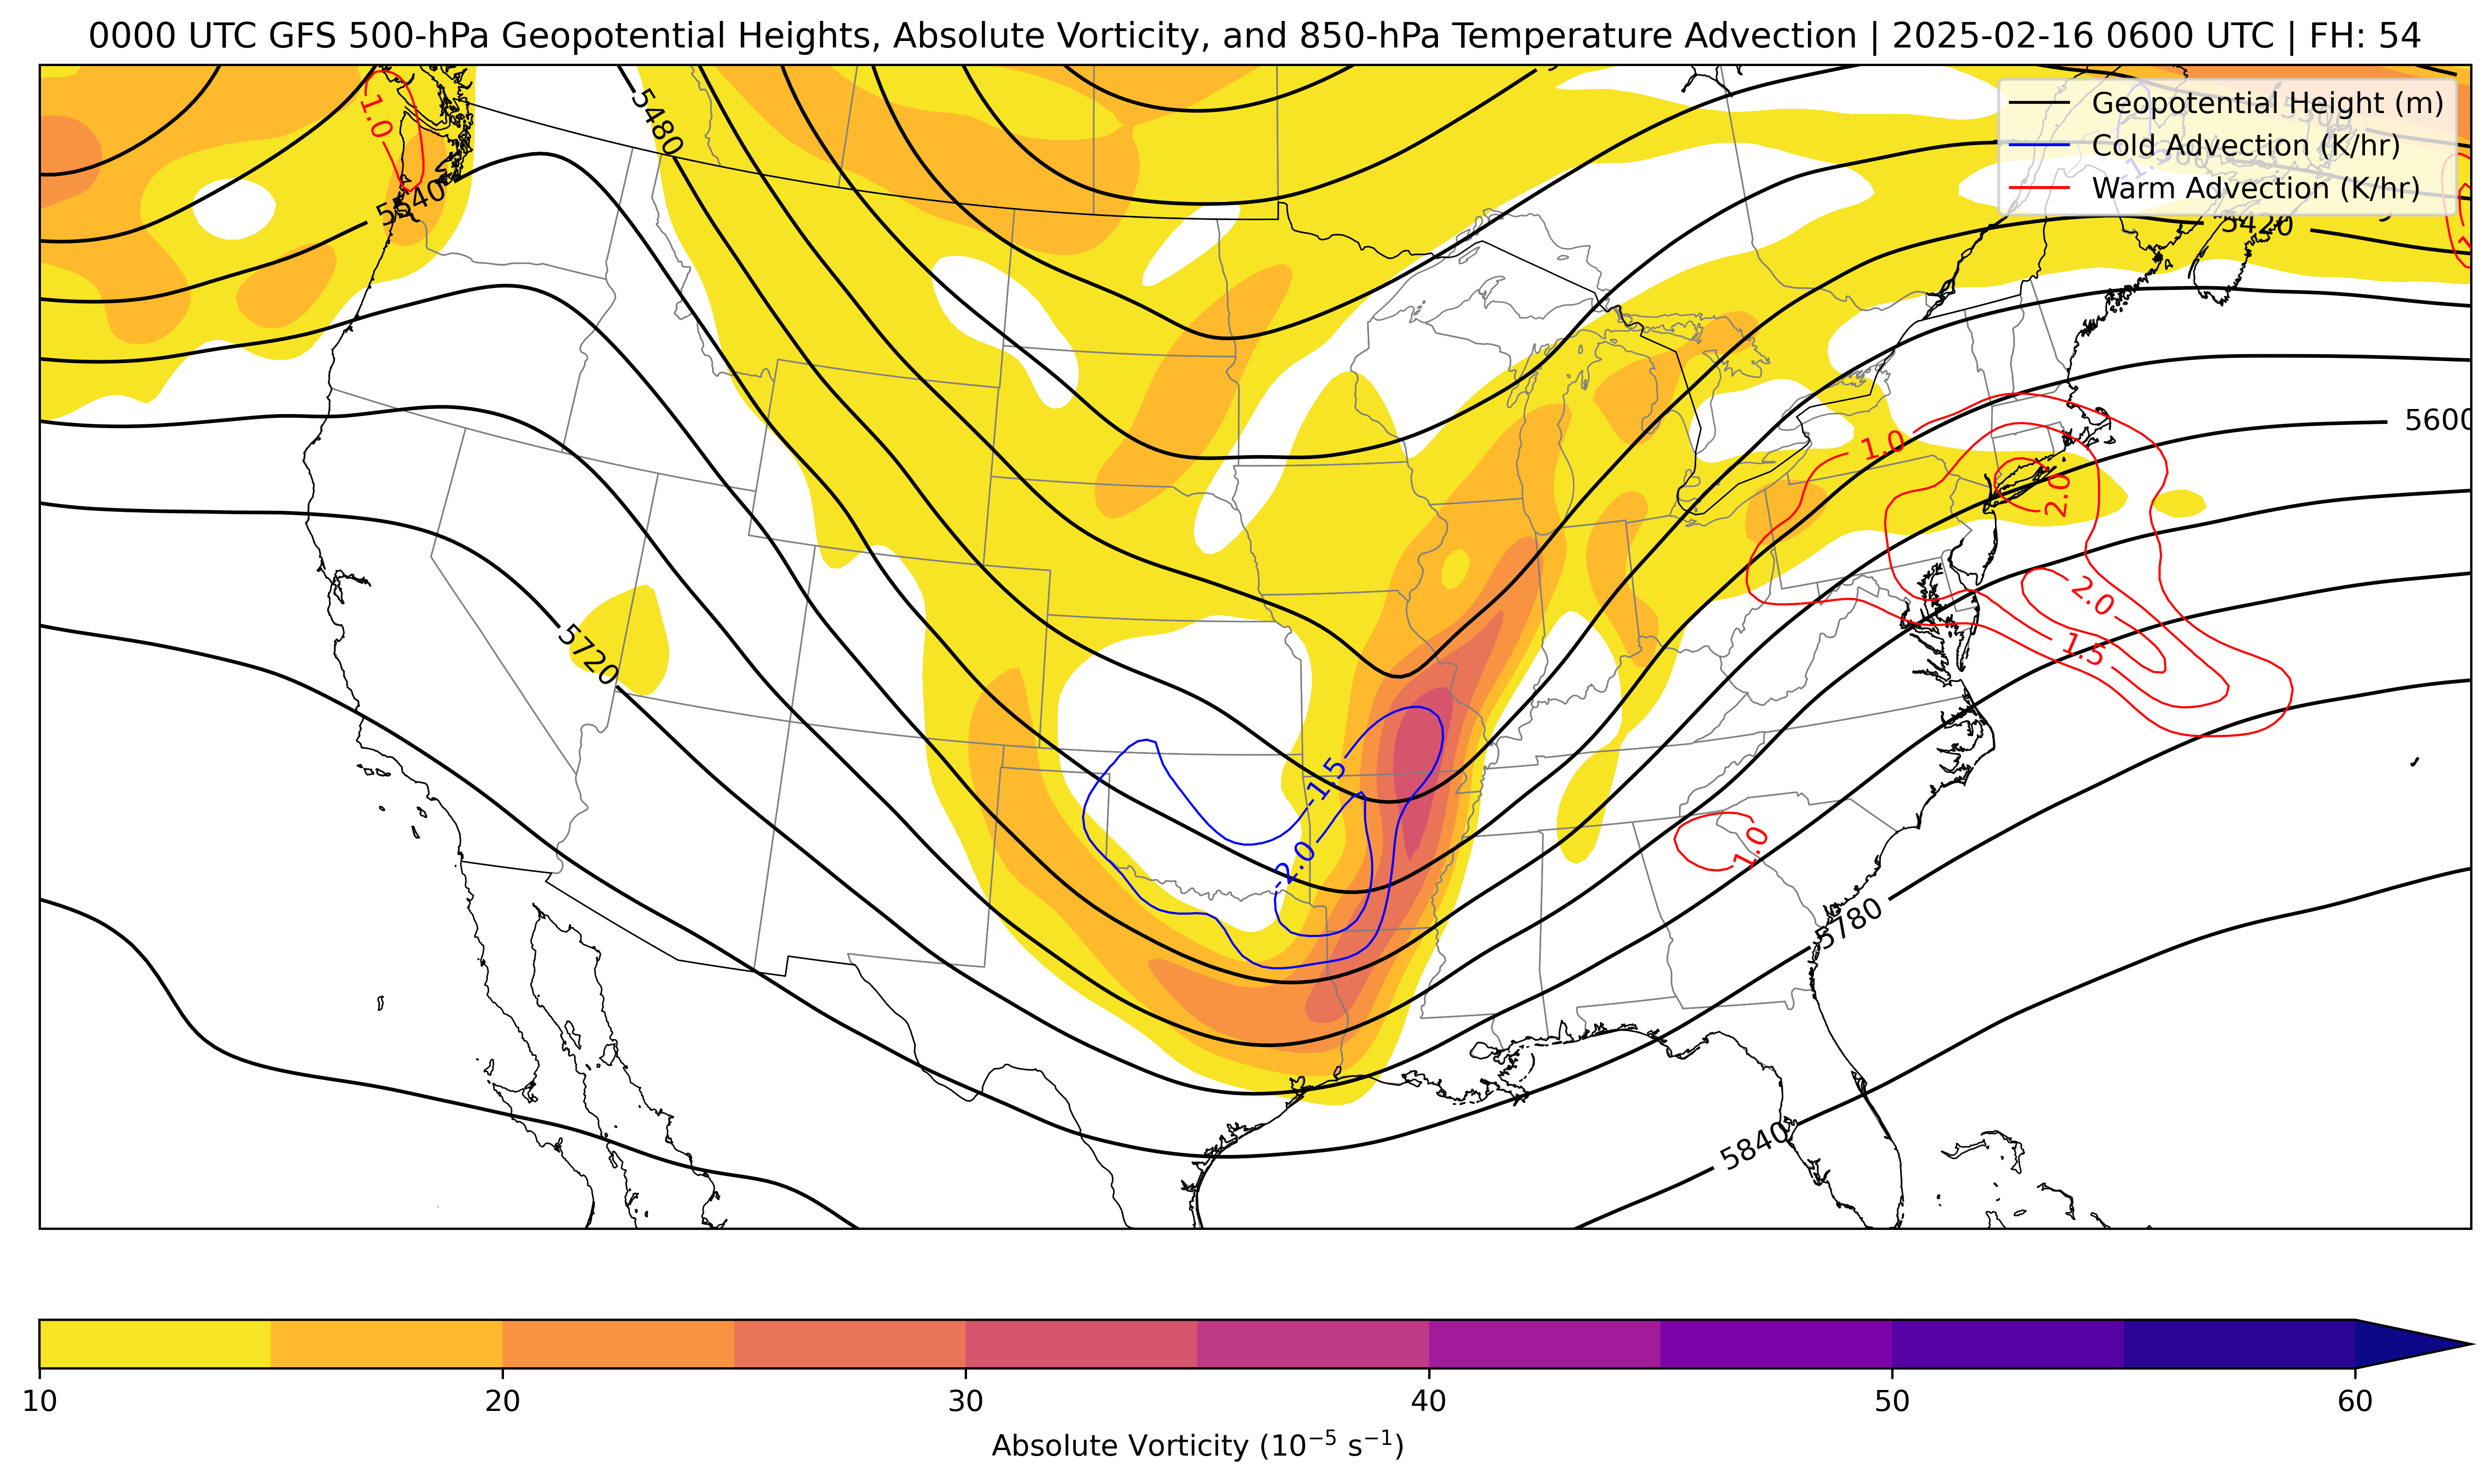 0000 UTC GFS 500-hPa Geopotential Heights, Absolute Vorticity, and 850-hPa Temperature Advection | 2025-02-16 0600 UTC | FH: 54
Geopotential Height (m)
Cold Advection (K/hr)
Warm Advection (K/hr)
1.0
5480
5540
5420
5600
1.0
2.0
2.0
1.5
5720
-1.5
-2.0
1.0
5780
5840
10 20 30 40 50 60
Absolute Vorticity (10⁻⁵ s⁻¹)